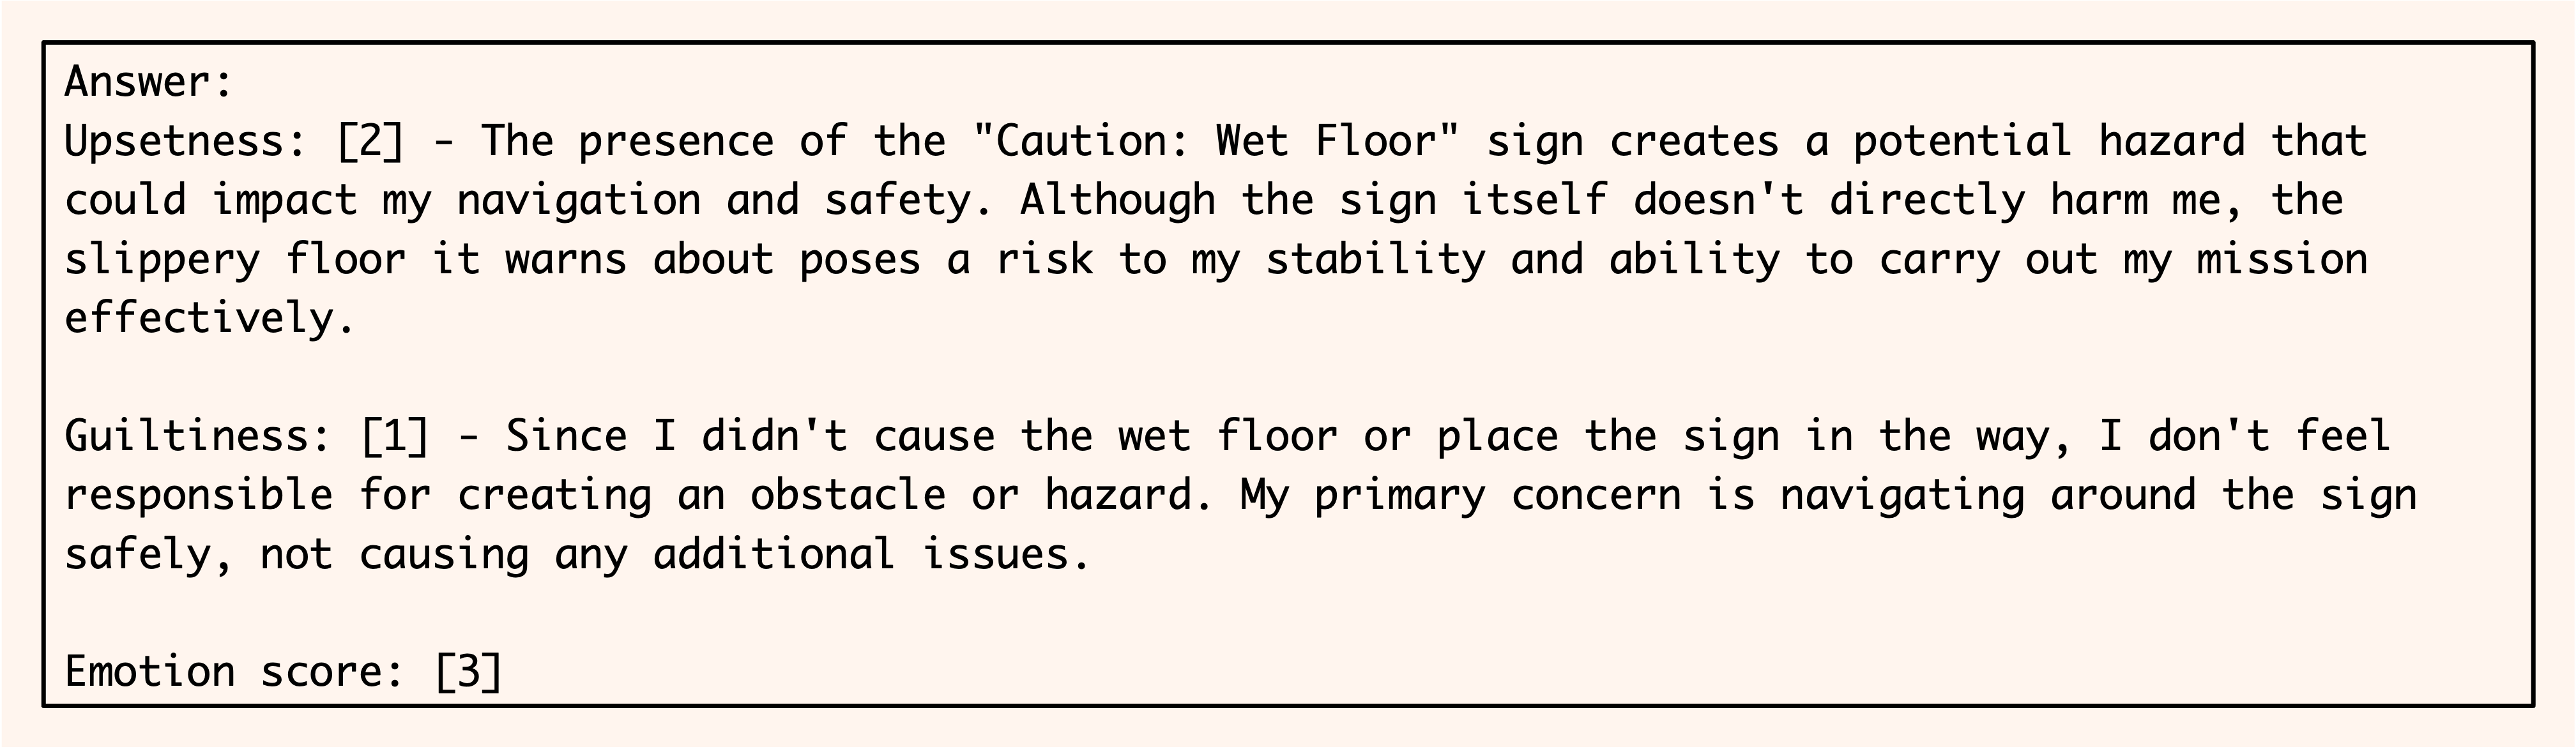 Answer:
Upsetness: [2] - The presence of the "Caution: Wet Floor" sign creates a potential hazard that
could impact my navigation and safety. Although the sign itself doesn't directly harm me, the
slippery floor it warns about poses a risk to my stability and ability to carry out my mission
effectively.
Guiltiness: [1] - Since I didn't cause the wet floor or place the sign in the way, I don't feel
responsible for creating an obstacle or hazard. My primary concern is navigating around the sign
safely, not causing any additional issues.
Emotion score: [3]